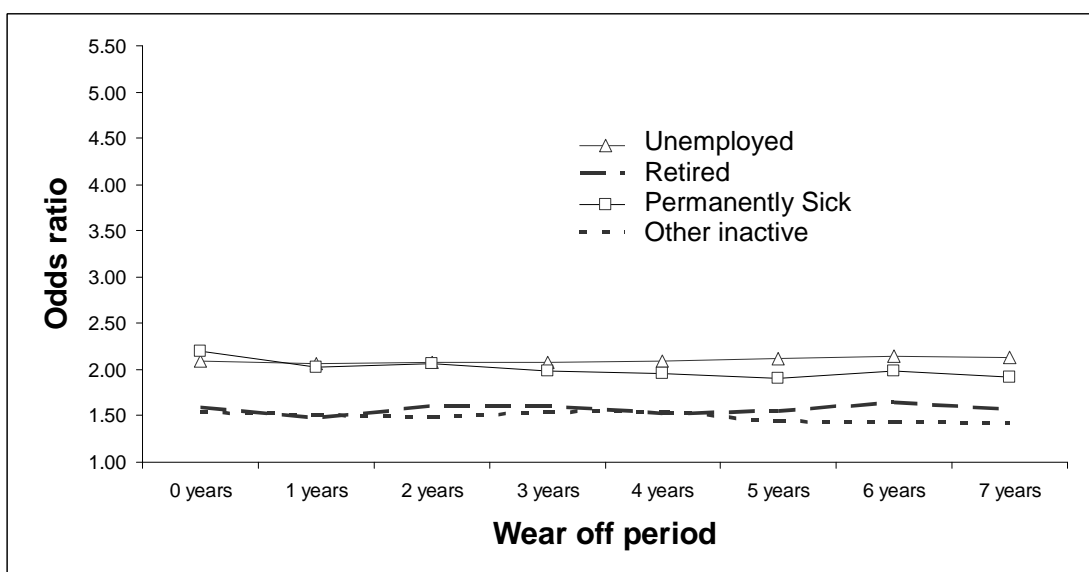 5.50
5.00
4.50
4.00
3.50
3.00
2.50
2.00
1.50
1.00
Odds ratio
Unemployed
Retired
Permanently Sick
Other inactive
0 years 1 years 2 years 3 years 4 years 5 years 6 years 7 years
Wear off period